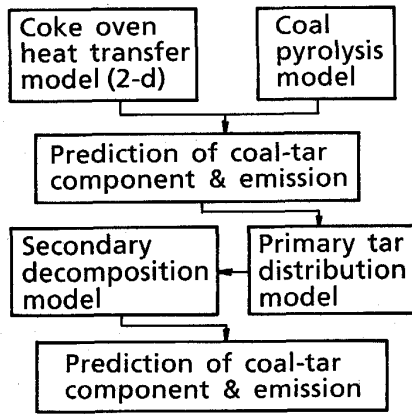 Coke oven
heat transfer
model (2-d)
Coal
pyrolysis
model
Prediction of coal-tar
component & emission
Secondary
decomposition
model
Primary tar
distribution
model
Prediction of coal-tar
component & emission